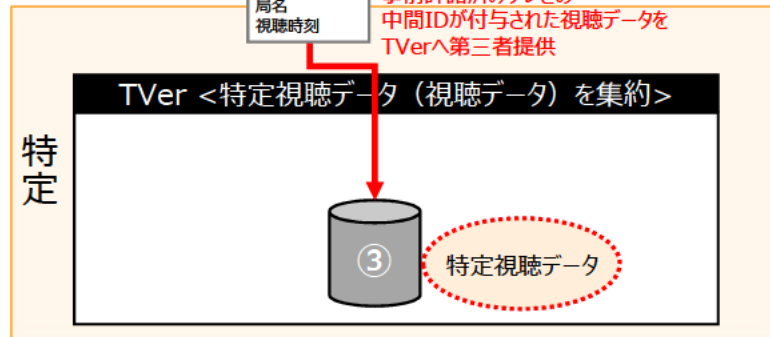 局名
視聴時刻
中間IDが付与された視聴データを
TVerへ第三者提供
TVer <特定視聴データ（視聴データ）を集約>
特定
③
特定視聴データ